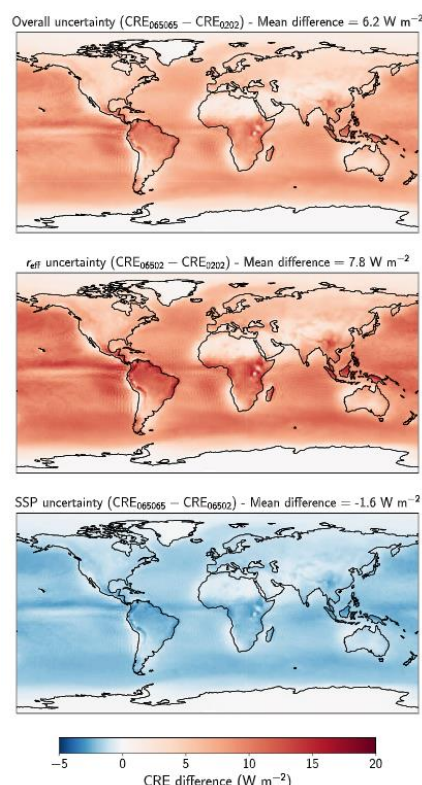 Overall uncertainty (CRE₀₆₅₀₆₅ − CRE₀₂₀₂) - Mean difference = 6.2 W m⁻²
r_eff uncertainty (CRE₀₆₅₀₂ − CRE₀₂₀₂) - Mean difference = 7.8 W m⁻²
SSP uncertainty (CRE₀₆₅₀₆₅ − CRE₀₆₅₀₂) - Mean difference = -1.6 W m⁻²
−5 0 5 10 15 20
CRE difference (W m⁻²)